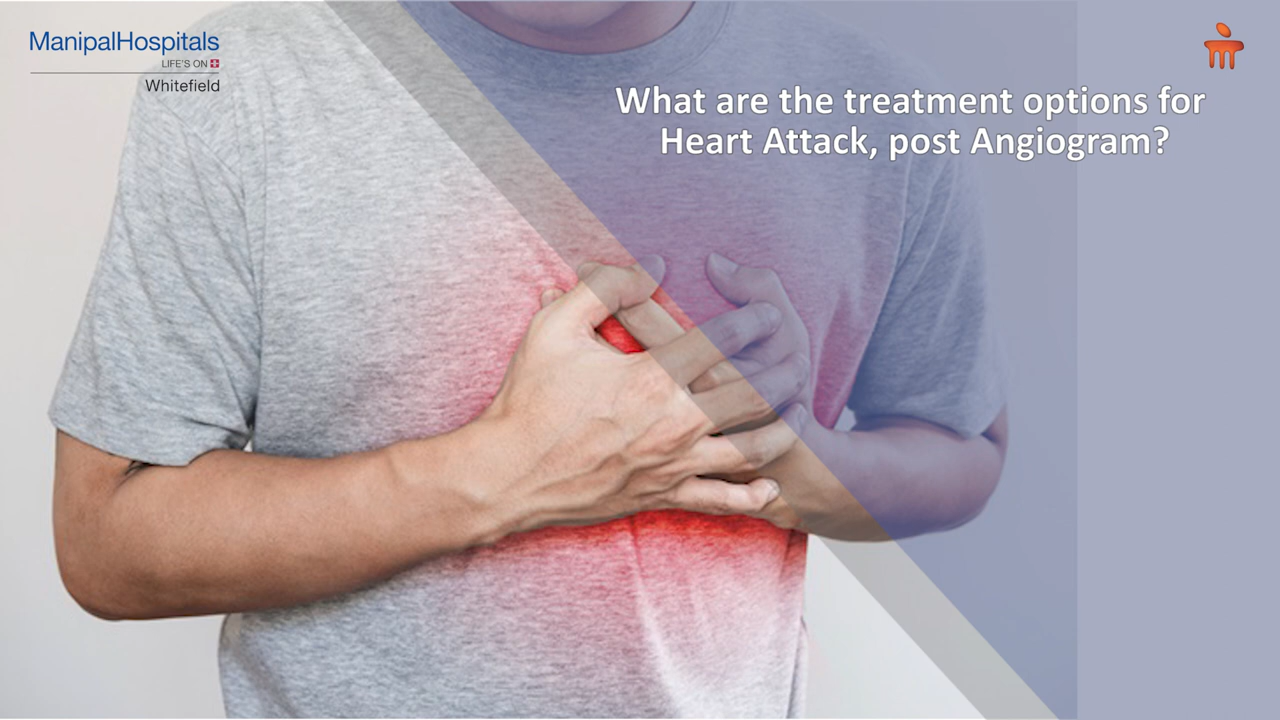 ManipalHospitals
LIFE'S ON
Whitefield
What are the treatment options for
Heart Attack, post Angiogram?